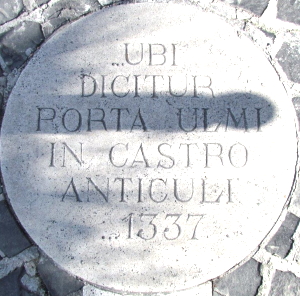 ...UBI
DICITUR
PORTA ULMI
IN CASTRO
ANTICULI
...1337